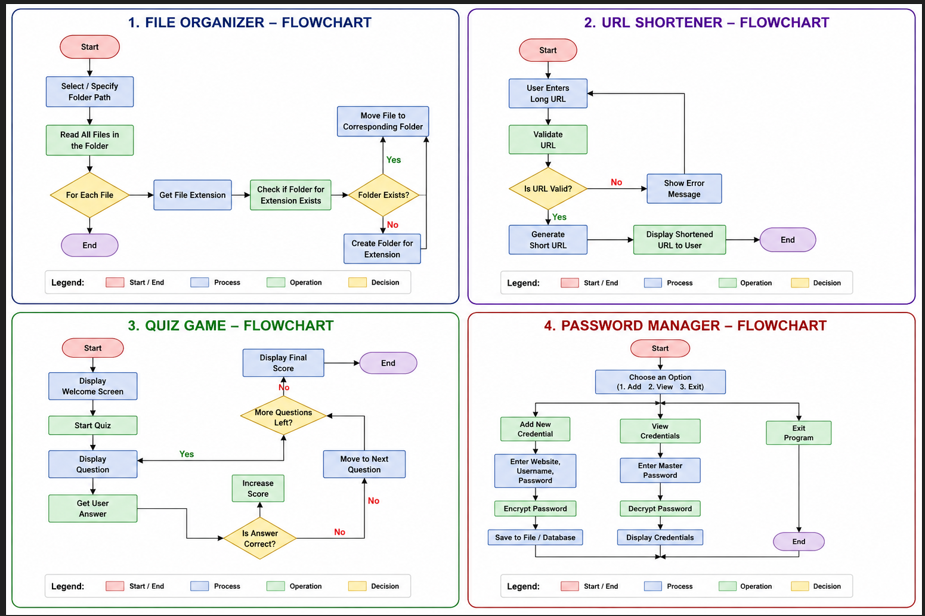 1. FILE ORGANIZER – FLOWCHART
Start
Select / Specify
Folder Path
Read All Files in
the Folder
For Each File
Get File Extension
Check if Folder for
Extension Exists
Folder Exists?
Yes
Move File to
Corresponding Folder
No
Create Folder for
Extension
End
Legend:
Start / End
Process
Operation
Decision
2. URL SHORTENER – FLOWCHART
Start
User Enters
Long URL
Validate
URL
Is URL Valid?
No
Show Error
Message
Yes
Generate
Short URL
Display Shortened
URL to User
End
Legend:
Start / End
Process
Operation
Decision
3. QUIZ GAME – FLOWCHART
Start
Display
Welcome Screen
Start Quiz
Display
Question
Get User
Answer
Is Answer
Correct?
Increase
Score
No
No
Move to Next
Question
More Questions
Left?
Yes
No
Display Final
Score
End
Legend:
Start / End
Process
Operation
Decision
4. PASSWORD MANAGER – FLOWCHART
Start
Choose an Option
(1. Add 2. View 3. Exit)
Add New
Credential
Enter Website,
Username,
Password
Encrypt Password
Save to File / Database
View
Credentials
Enter Master
Password
Decrypt Password
Display Credentials
Exit
Program
End
Legend:
Start / End
Process
Operation
Decision